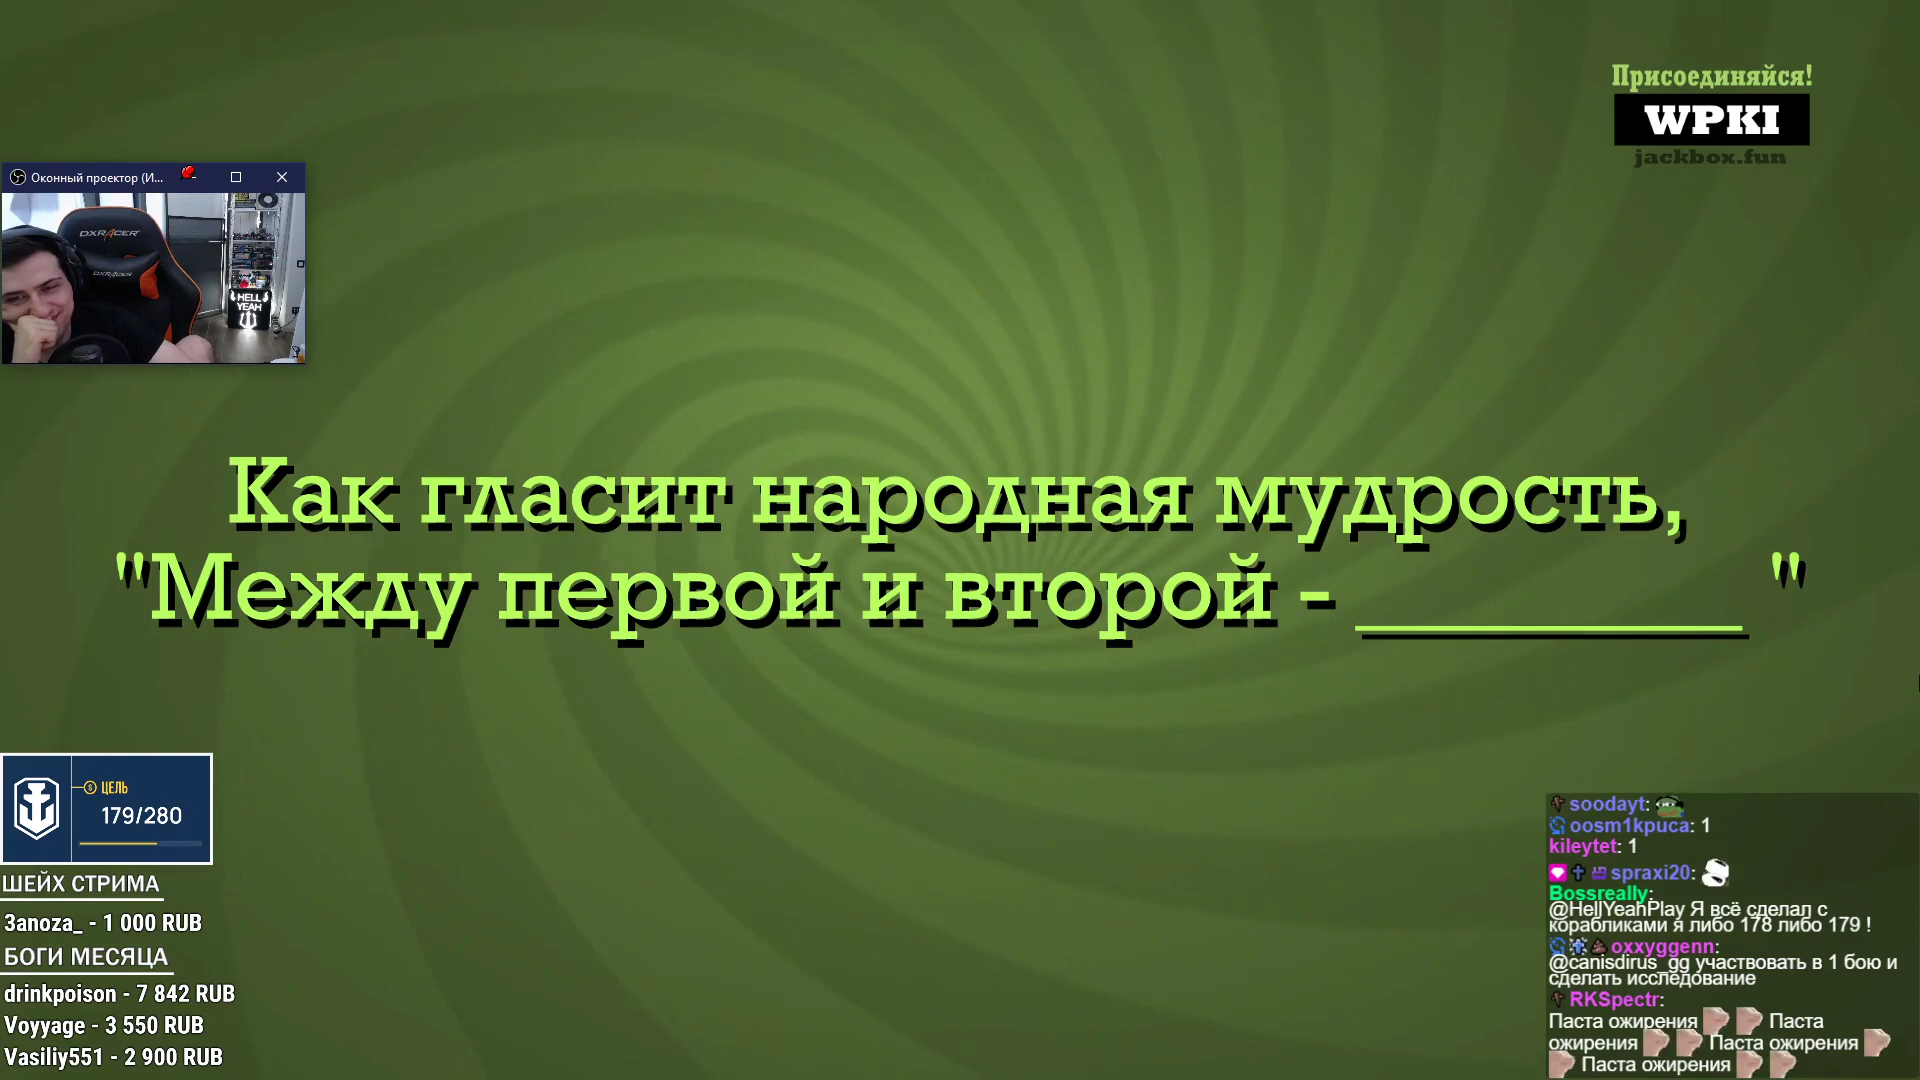 Присоединяйся!
WPKI
jackbox.fun
Оконный проектор (И...
DXRACER
DXRACER
HELL
YEAH
Как гласит народная мудрость,
"Между первой и второй - ________ "
ЦЕЛЬ
179/280
ШЕЙХ СТРИМА
3anoza_ - 1 000 RUB
БОГИ МЕСЯЦА
drinkpoison - 7 842 RUB
Voyyage - 3 550 RUB
Vasiliy551 - 2 900 RUB
soodayt:
oosm1kpuca: 1
kileytet: 1
spraxi20:
Bossreally:
@HellYeahPlay Я всё сделал с
корабликами я либо 178 либо 179 !
oxxyggenn:
@canisdirus_gg участвовать в 1 бою и
сделать исследование
RKSpectr:
Паста ожирения Паста
ожирения Паста ожирения
Паста ожирения